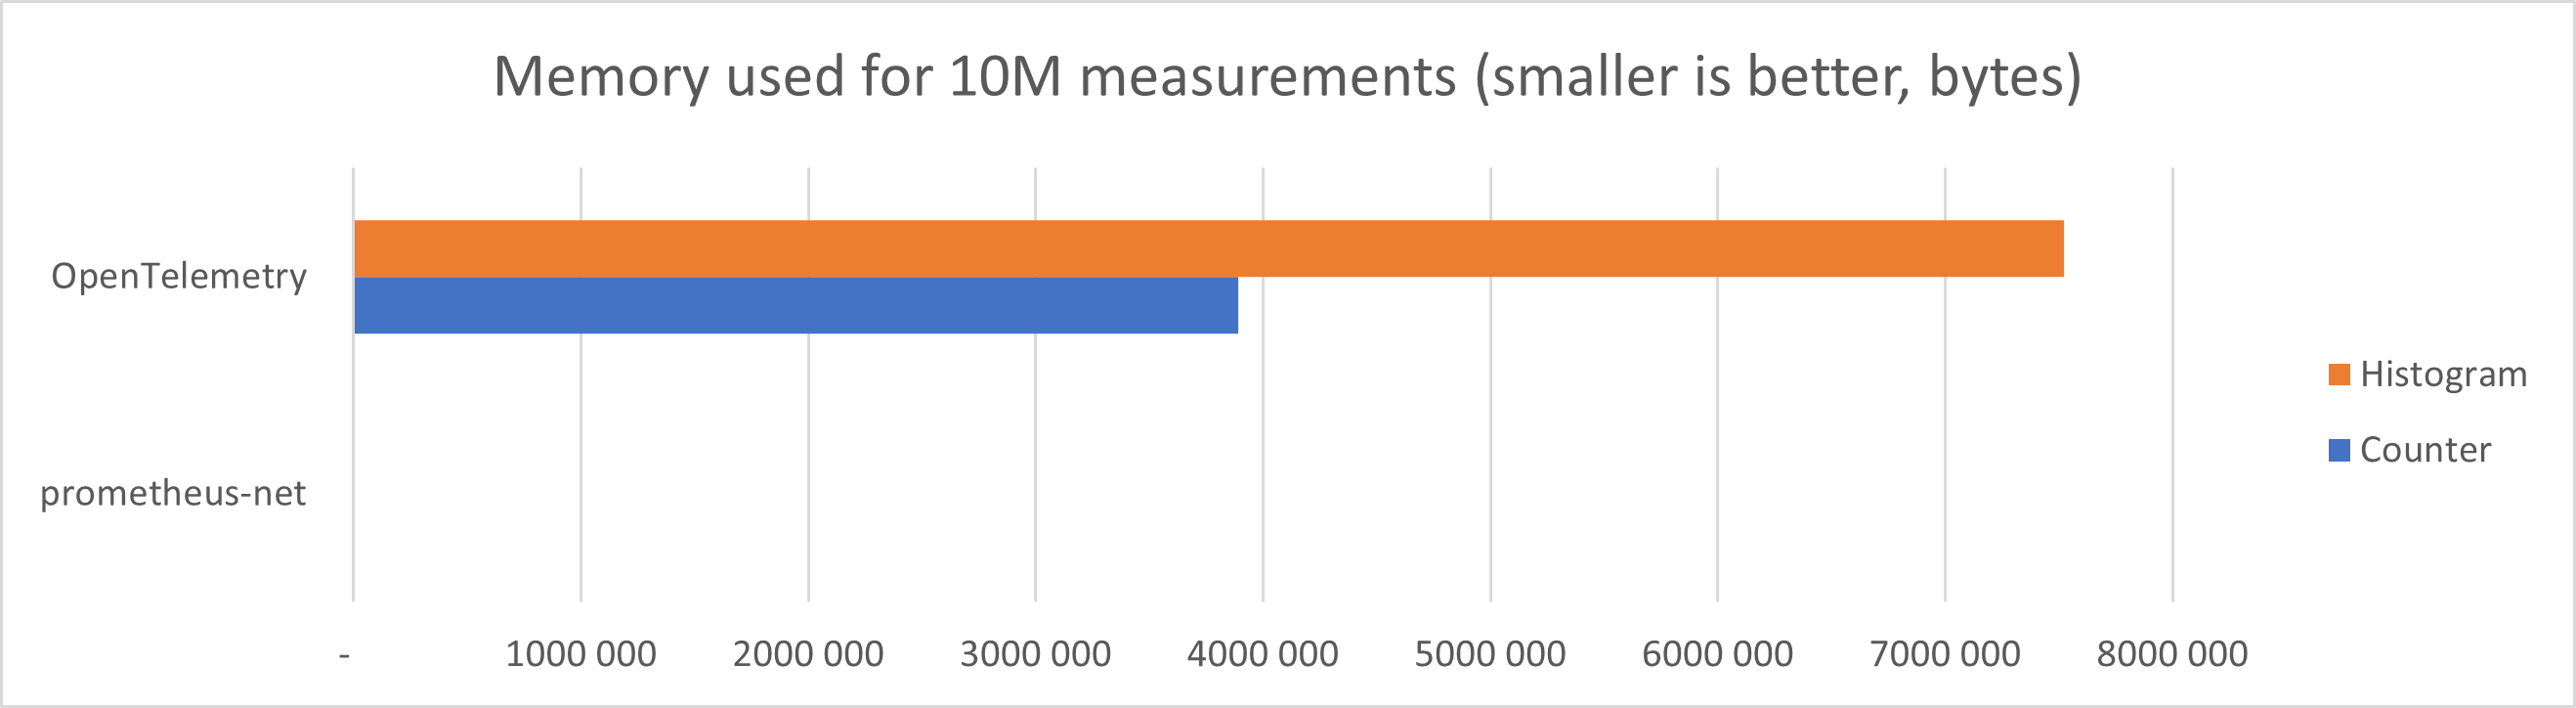 Memory used for 10M measurements (smaller is better, bytes)
OpenTelemetry
prometheus-net
Histogram
Counter
- 1000 000 2000 000 3000 000 4000 000 5000 000 6000 000 7000 000 8000 000